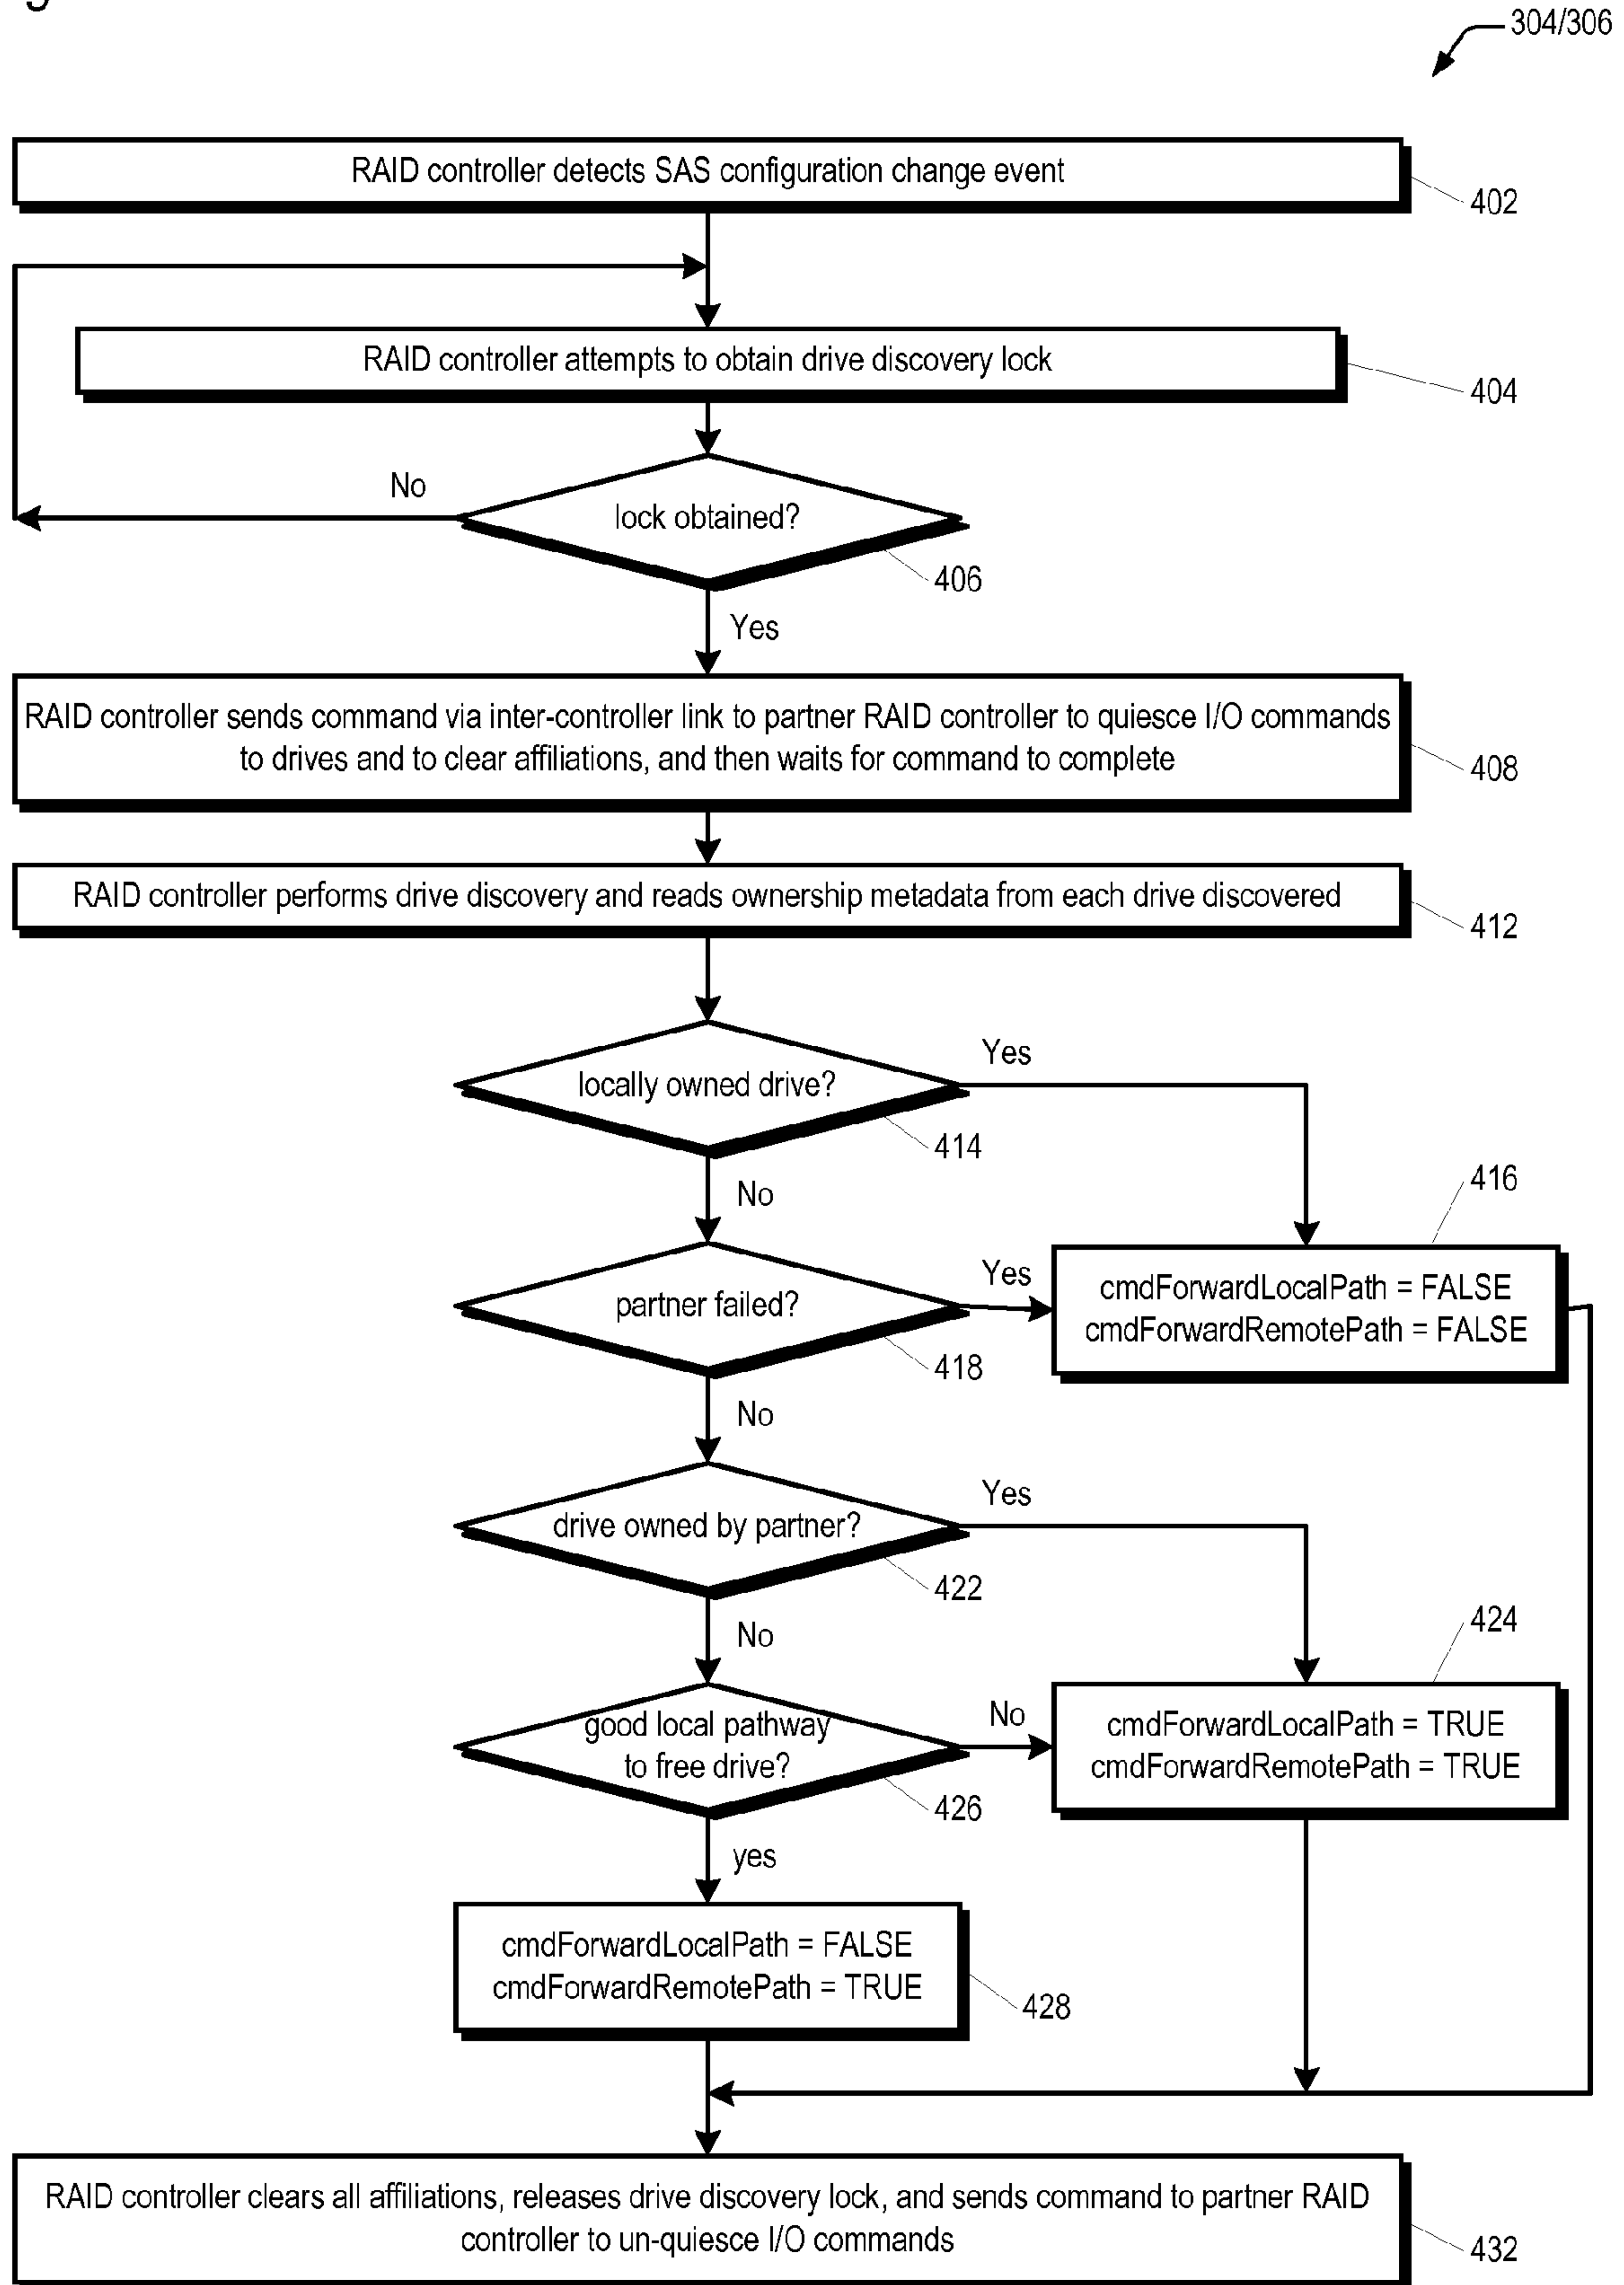 304/306
RAID controller detects SAS configuration change event
402
RAID controller attempts to obtain drive discovery lock
404
No
lock obtained?
406
Yes
RAID controller sends command via inter-controller link to partner RAID controller to quiesce I/O commands
to drives and to clear affiliations, and then waits for command to complete
408
RAID controller performs drive discovery and reads ownership metadata from each drive discovered
412
Yes
locally owned drive?
414
No
416
Yes
partner failed?
cmdForwardLocalPath = FALSE
cmdForwardRemotePath = FALSE
418
No
Yes
drive owned by partner?
422
No
424
No
good local pathway
to free drive?
cmdForwardLocalPath = TRUE
cmdForwardRemotePath = TRUE
426
yes
cmdForwardLocalPath = FALSE
cmdForwardRemotePath = TRUE
428
RAID controller clears all affiliations, releases drive discovery lock, and sends command to partner RAID
controller to un-quiesce I/O commands
432